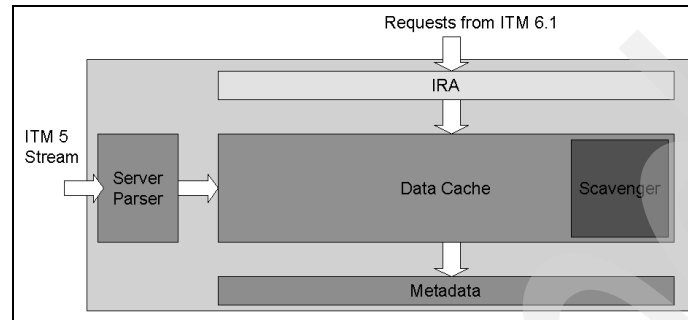 Requests from ITM 6.1
IRA
ITM 5
Stream
Server
Parser
Data Cache
Scavenger
Metadata